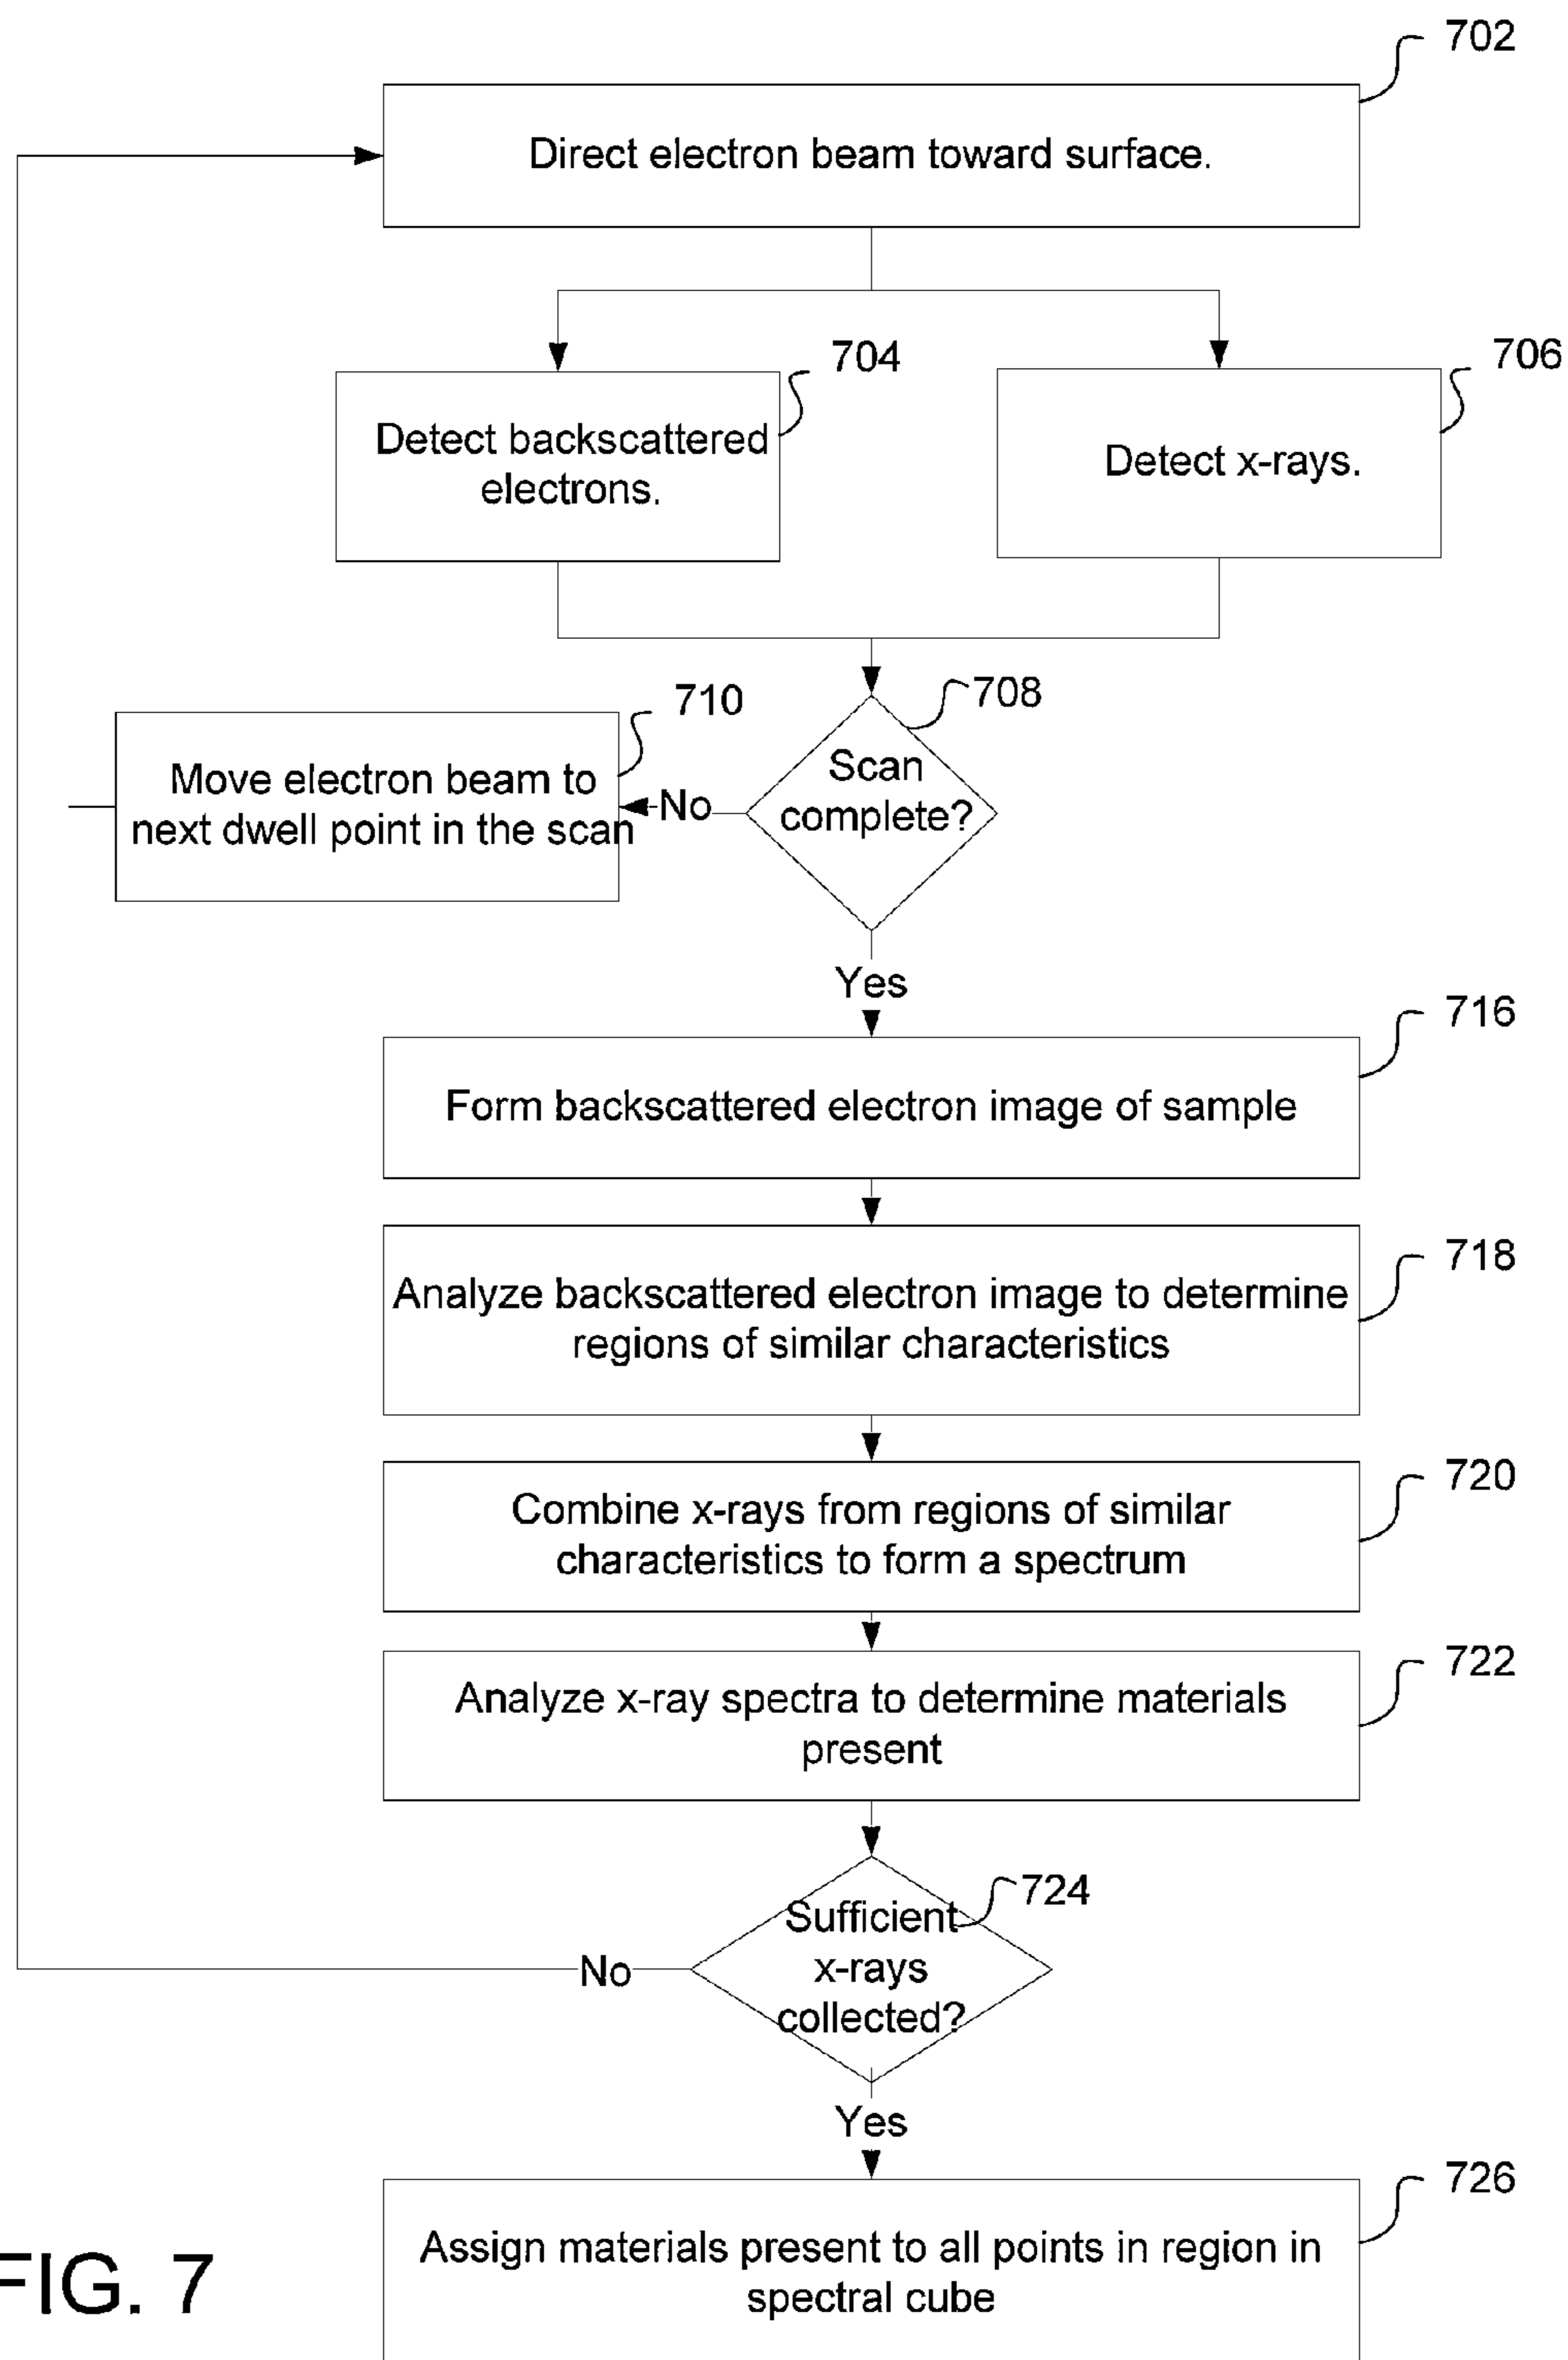 702
Direct electron beam toward surface.
704
706
Detect backscattered
electrons.
Detect x-rays.
710
708
Move electron beam to
next dwell point in the scan
No
Scan
complete?
Yes
716
Form backscattered electron image of sample
718
Analyze backscattered electron image to determine
regions of similar characteristics
720
Combine x-rays from regions of similar
characteristics to form a spectrum
722
Analyze x-ray spectra to determine materials
present
724
Sufficient
x-rays
collected?
No
Yes
726
Assign materials present to all points in region in
spectral cube
FIG. 7